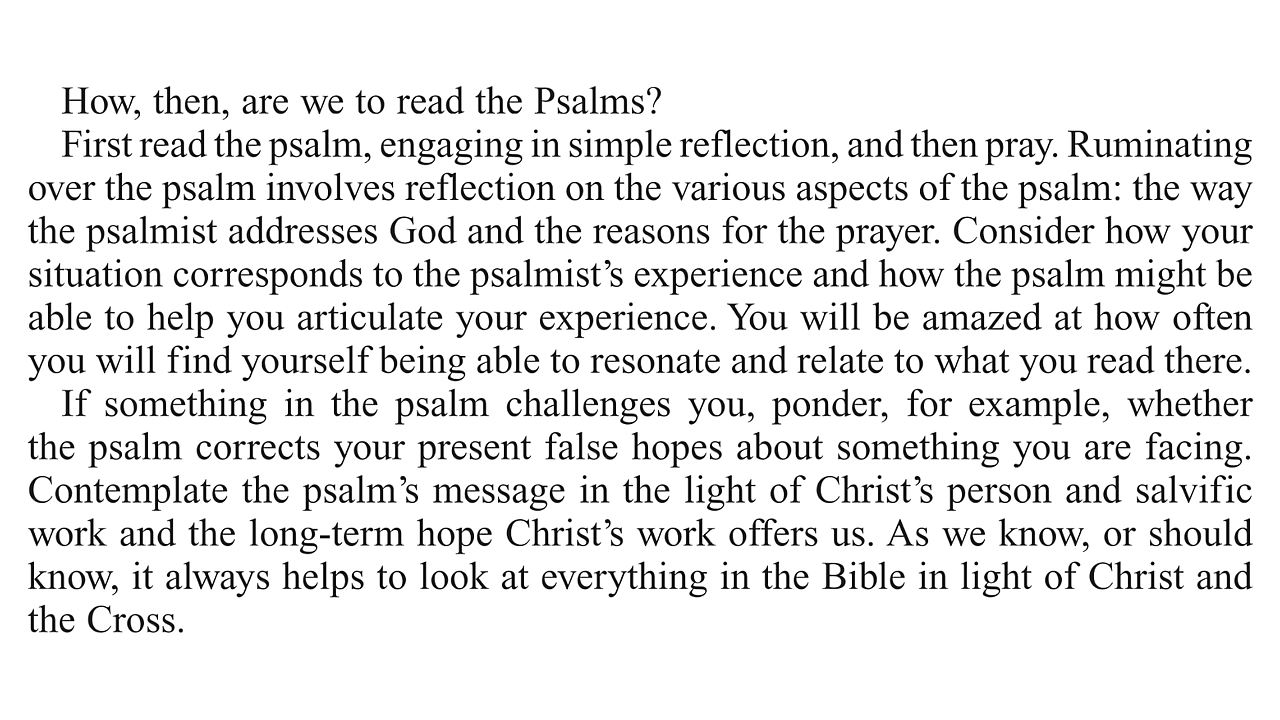 How, then, are we to read the Psalms?
First read the psalm, engaging in simple reflection, and then pray. Ruminating
over the psalm involves reflection on the various aspects of the psalm: the way
the psalmist addresses God and the reasons for the prayer. Consider how your
situation corresponds to the psalmist’s experience and how the psalm might be
able to help you articulate your experience. You will be amazed at how often
you will find yourself being able to resonate and relate to what you read there.
If something in the psalm challenges you, ponder, for example, whether
the psalm corrects your present false hopes about something you are facing.
Contemplate the psalm’s message in the light of Christ’s person and salvific
work and the long-term hope Christ’s work offers us. As we know, or should
know, it always helps to look at everything in the Bible in light of Christ and
the Cross.